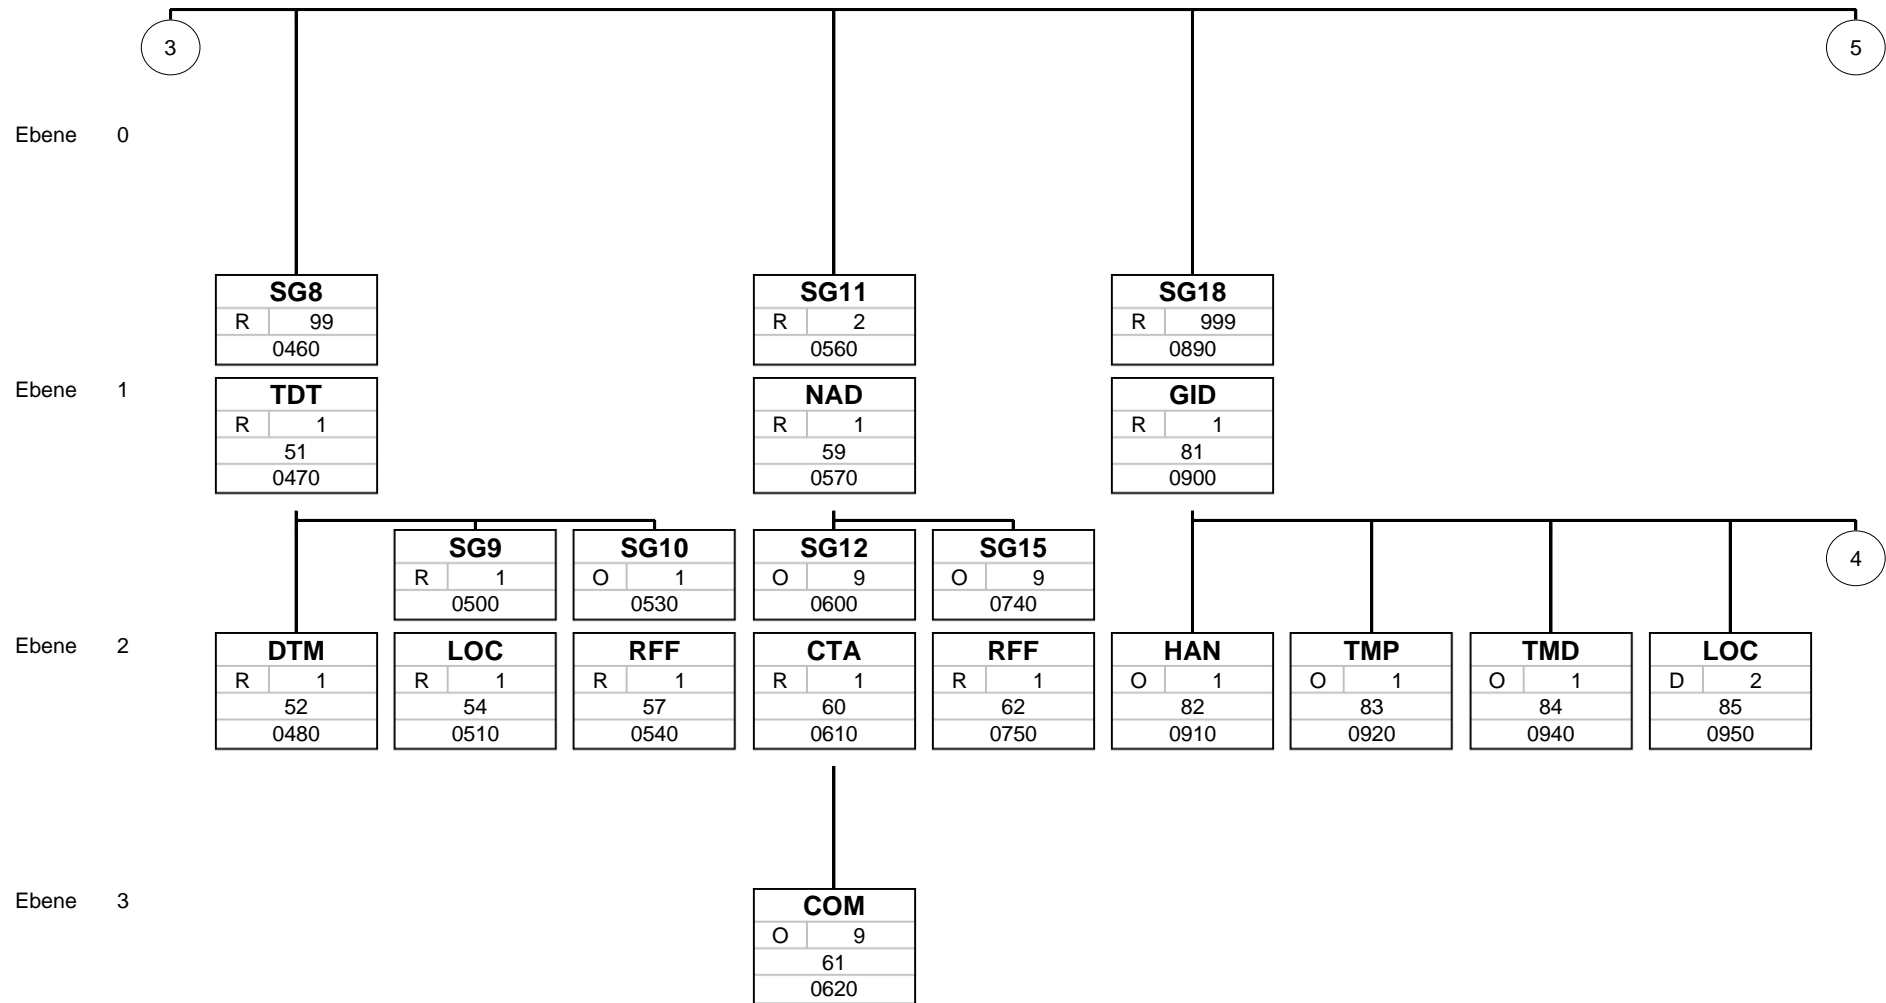 3
5
Ebene 0
SG8
R 99
0460
SG11
R 2
0560
SG18
R 999
0890
Ebene 1
TDT
R 1
51
0470
NAD
R 1
59
0570
GID
R 1
81
0900
SG9
R 1
0500
SG10
O 1
0530
SG12
O 9
0600
SG15
O 9
0740
4
Ebene 2
DTM
R 1
52
0480
LOC
R 1
54
0510
RFF
R 1
57
0540
CTA
R 1
60
0610
RFF
R 1
62
0750
HAN
O 1
82
0910
TMP
O 1
83
0920
TMD
O 1
84
0940
LOC
D 2
85
0950
Ebene 3
COM
O 9
61
0620